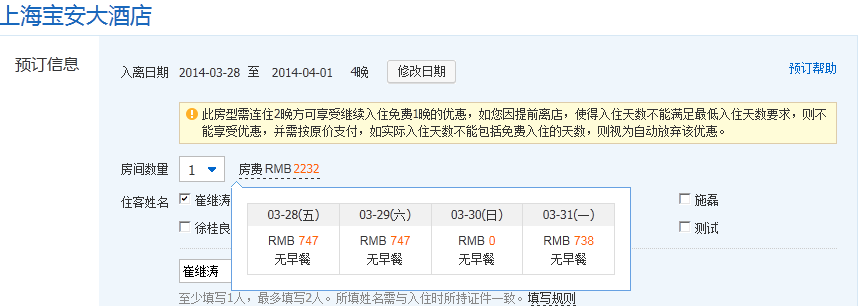 上海宝安大酒店
预订信息
入离日期 2014-03-28 至 2014-04-01 4晚 修改日期 预订帮助
此房型需连住2晚方可享受继续入住免费1晚的优惠，如您因提前离店，使得入住天数不能满足最低入住天数要求，则不
能享受优惠，并需按原价支付，如实际入住天数不能包括免费入住的天数，则视为自动放弃该优惠。
房间数量 1 房费RMB2232
住客姓名 崔维涛 施磊
03-28(五) 03-29(六) 03-30(日) 03-31(一)
徐桂良 测试
RMB 747 RMB 747 RMB 0 RMB 738
无早餐 无早餐 无早餐 无早餐
崔维涛
至少填写1人，最多填写2人。所填姓名需与入住时所持证件一致。填写规则